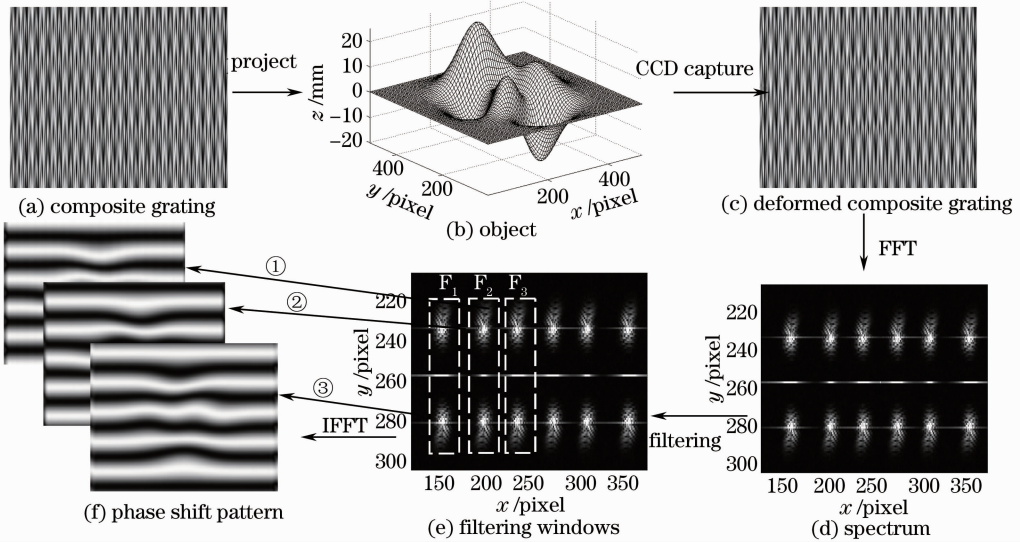 project
CCD capture
20
10
0
−10
−20
z /mm
400
200
y /pixel
200
400
x /pixel
(a) composite grating
(b) object
(c) deformed composite grating
FFT
①
②
③
F1 F2 F3
220
240
260
280
300
y /pixel
150 200 250 300 350
x /pixel
(e) filtering windows
220
240
260
280
300
y /pixel
150 200 250 300 350
x /pixel
(d) spectrum
filtering
IFFT
(f) phase shift pattern